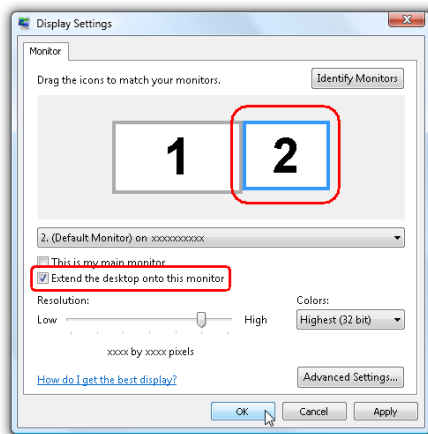 Display Settings
Monitor
Drag the icons to match your monitors.
Identify Monitors
1
2
2. (Default Monitor) on xxxxxxxxxx
This is my main monitor
Extend the desktop onto this monitor
Resolution:
Colors:
Low
High
Highest (32 bit)
xxxx by xxxx pixels
How do I get the best display?
Advanced Settings...
OK
Cancel
Apply